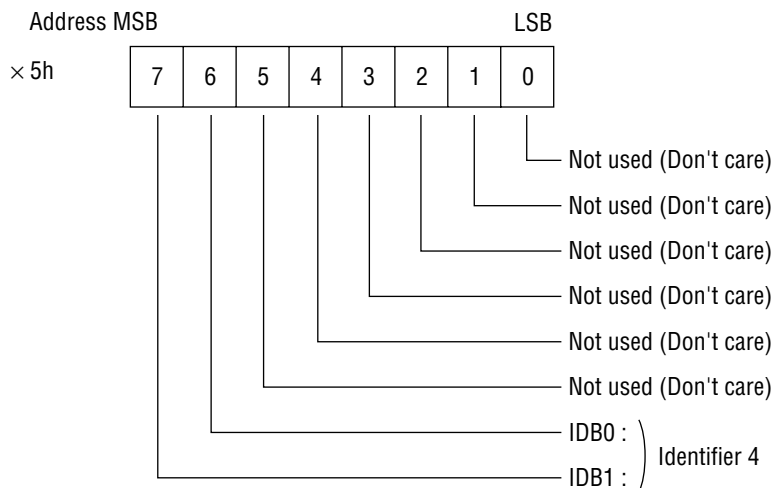 Address MSB LSB
× 5h 7 6 5 4 3 2 1 0
Not used (Don't care)
Not used (Don't care)
Not used (Don't care)
Not used (Don't care)
Not used (Don't care)
Not used (Don't care)
IDB0 :
Identifier 4
IDB1 :